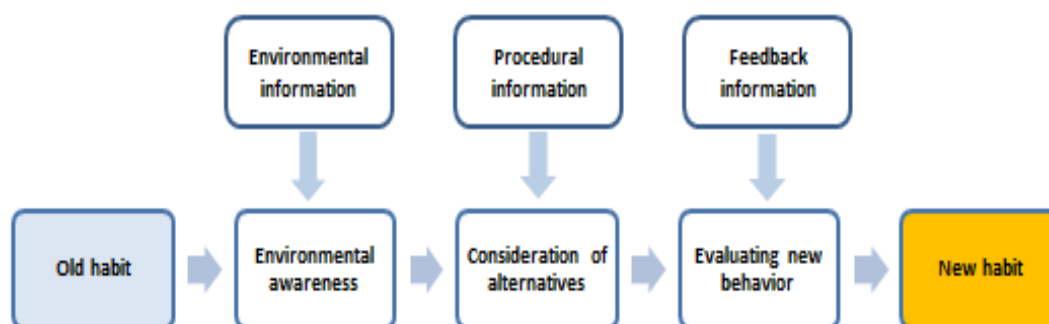 Environmental
information
Procedural
information
Feedback
information
Old habit
Environmental
awareness
Consideration of
alternatives
Evaluating new
behavior
New habit